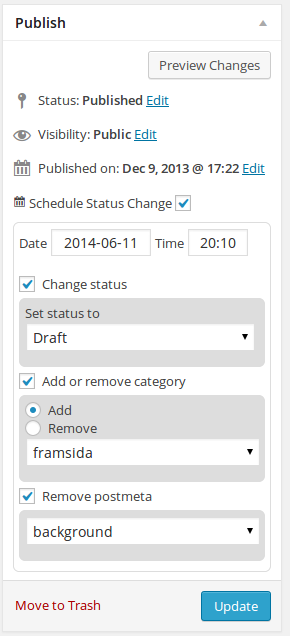 Publish
Preview Changes
Status: Published Edit
Visibility: Public Edit
Published on: Dec 9, 2013 @ 17:22 Edit
Schedule Status Change
Date 2014-06-11 Time 20:10
Change status
Set status to
Draft
Add or remove category
Add
Remove
framsida
Remove postmeta
background
Move to Trash Update